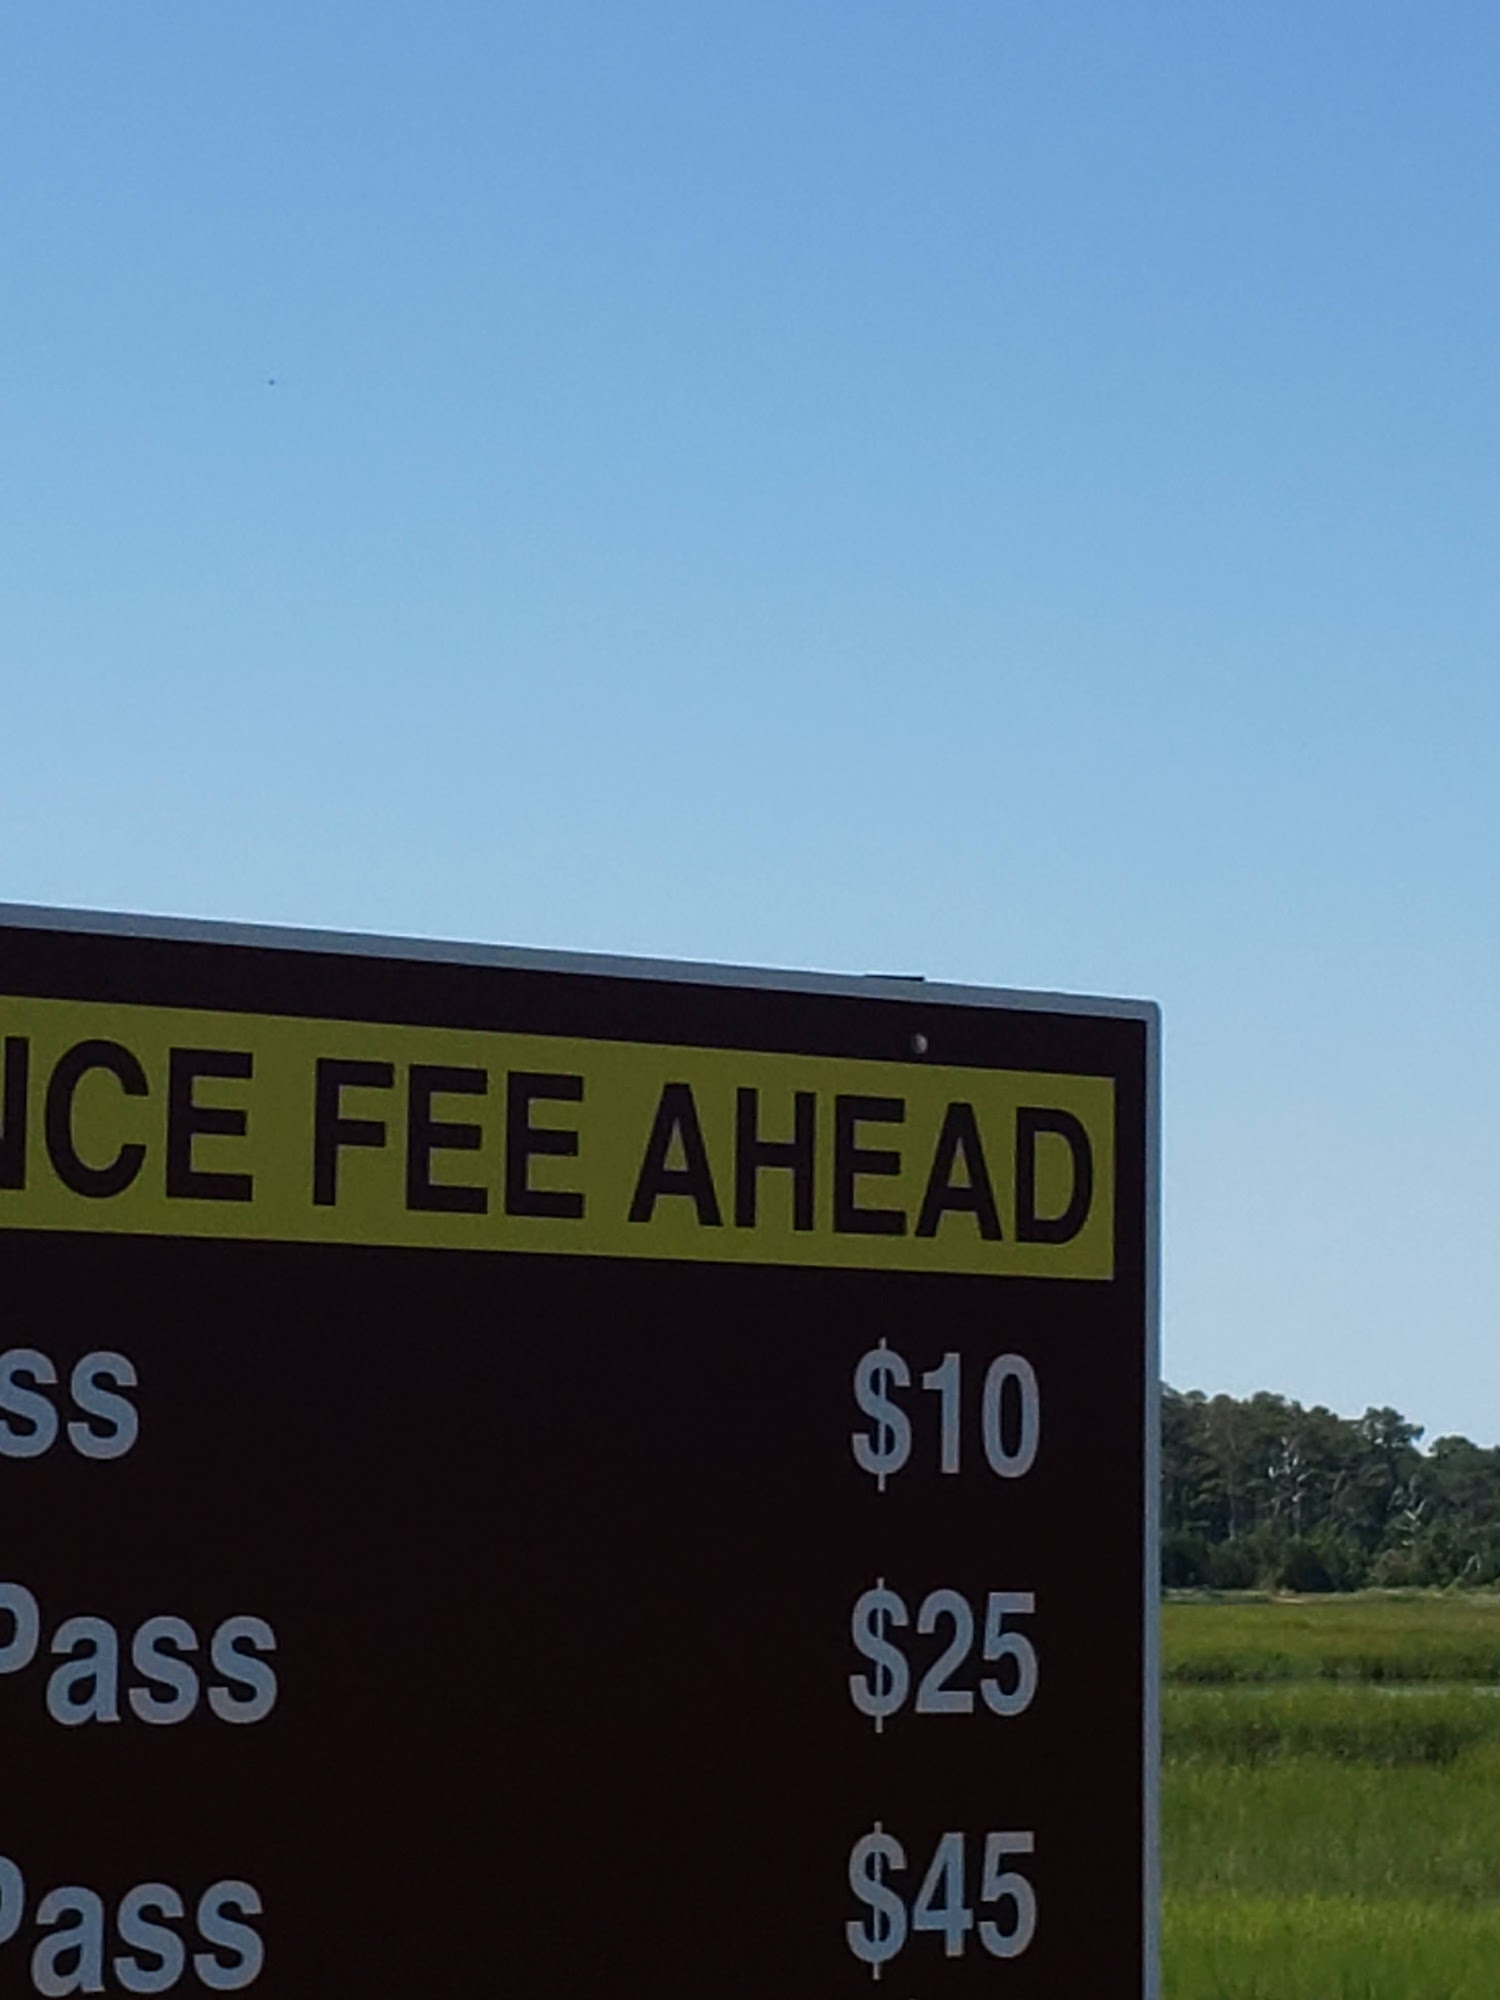 NCE FEE AHEAD
ss $10
Pass $25
Pass $45